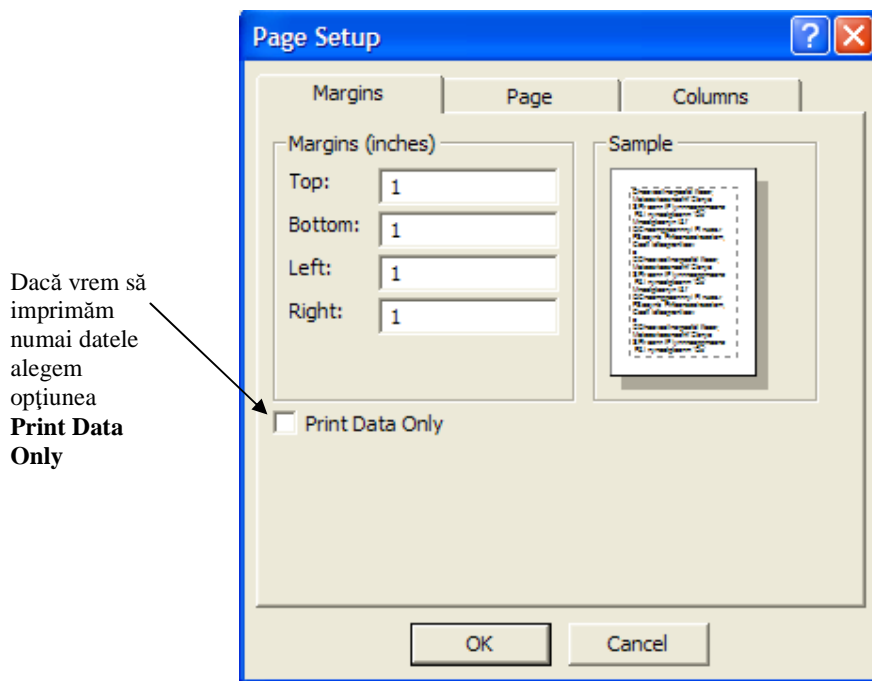 Page Setup
Margins
Page
Columns
Margins (inches)
Sample
Top:
1
Bottom:
1
Left:
1
Right:
1
Dacă vrem să
imprimăm
numai datele
alegem
opţiunea
Print Data
Only
Print Data Only
OK
Cancel